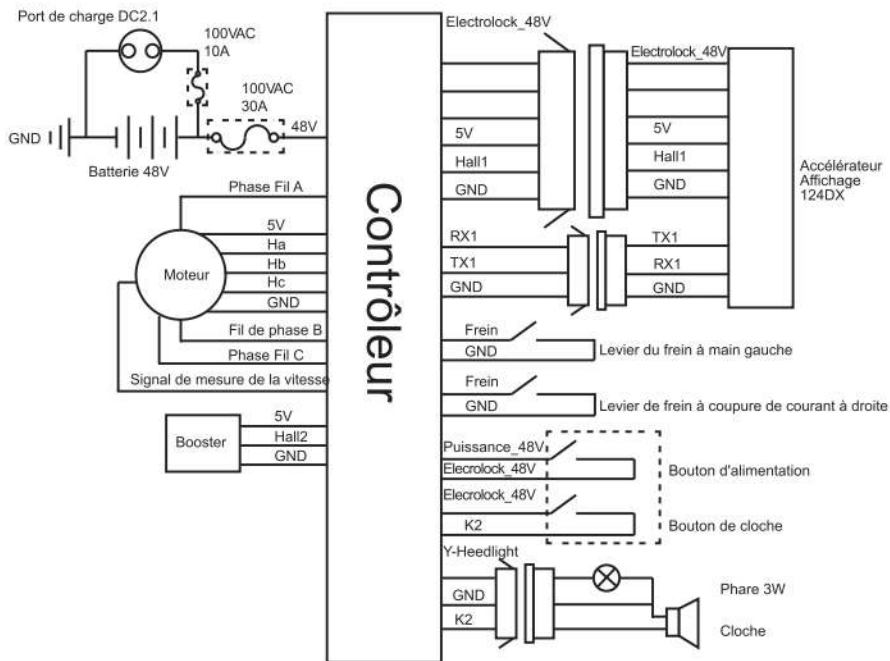 Port de charge DC2.1
100VAC
10A
100VAC
30A
48V
GND
Batterie 48V
Phase Fil A
5V
Ha
Hb
Hc
GND
Moteur
Fil de phase B
Phase Fil C
Signal de mesure de la vitesse
5V
Hall2
GND
Booster
Contrôleur
Electrolock_48V
5V
Hall1
GND
Electrolock_48V
5V
Hall1
GND
Accélérateur
Affichage
124DX
RX1
TX1
GND
TX1
RX1
GND
Frein
GND
Levier du frein à main gauche
Frein
GND
Levier de frein à coupure de courant à droite
Puissance_48V
Elecrolock_48V
Bouton d'alimentation
Elecrolock_48V
K2
Bouton de cloche
Y-Heedlight
GND
K2
Phare 3W
Cloche